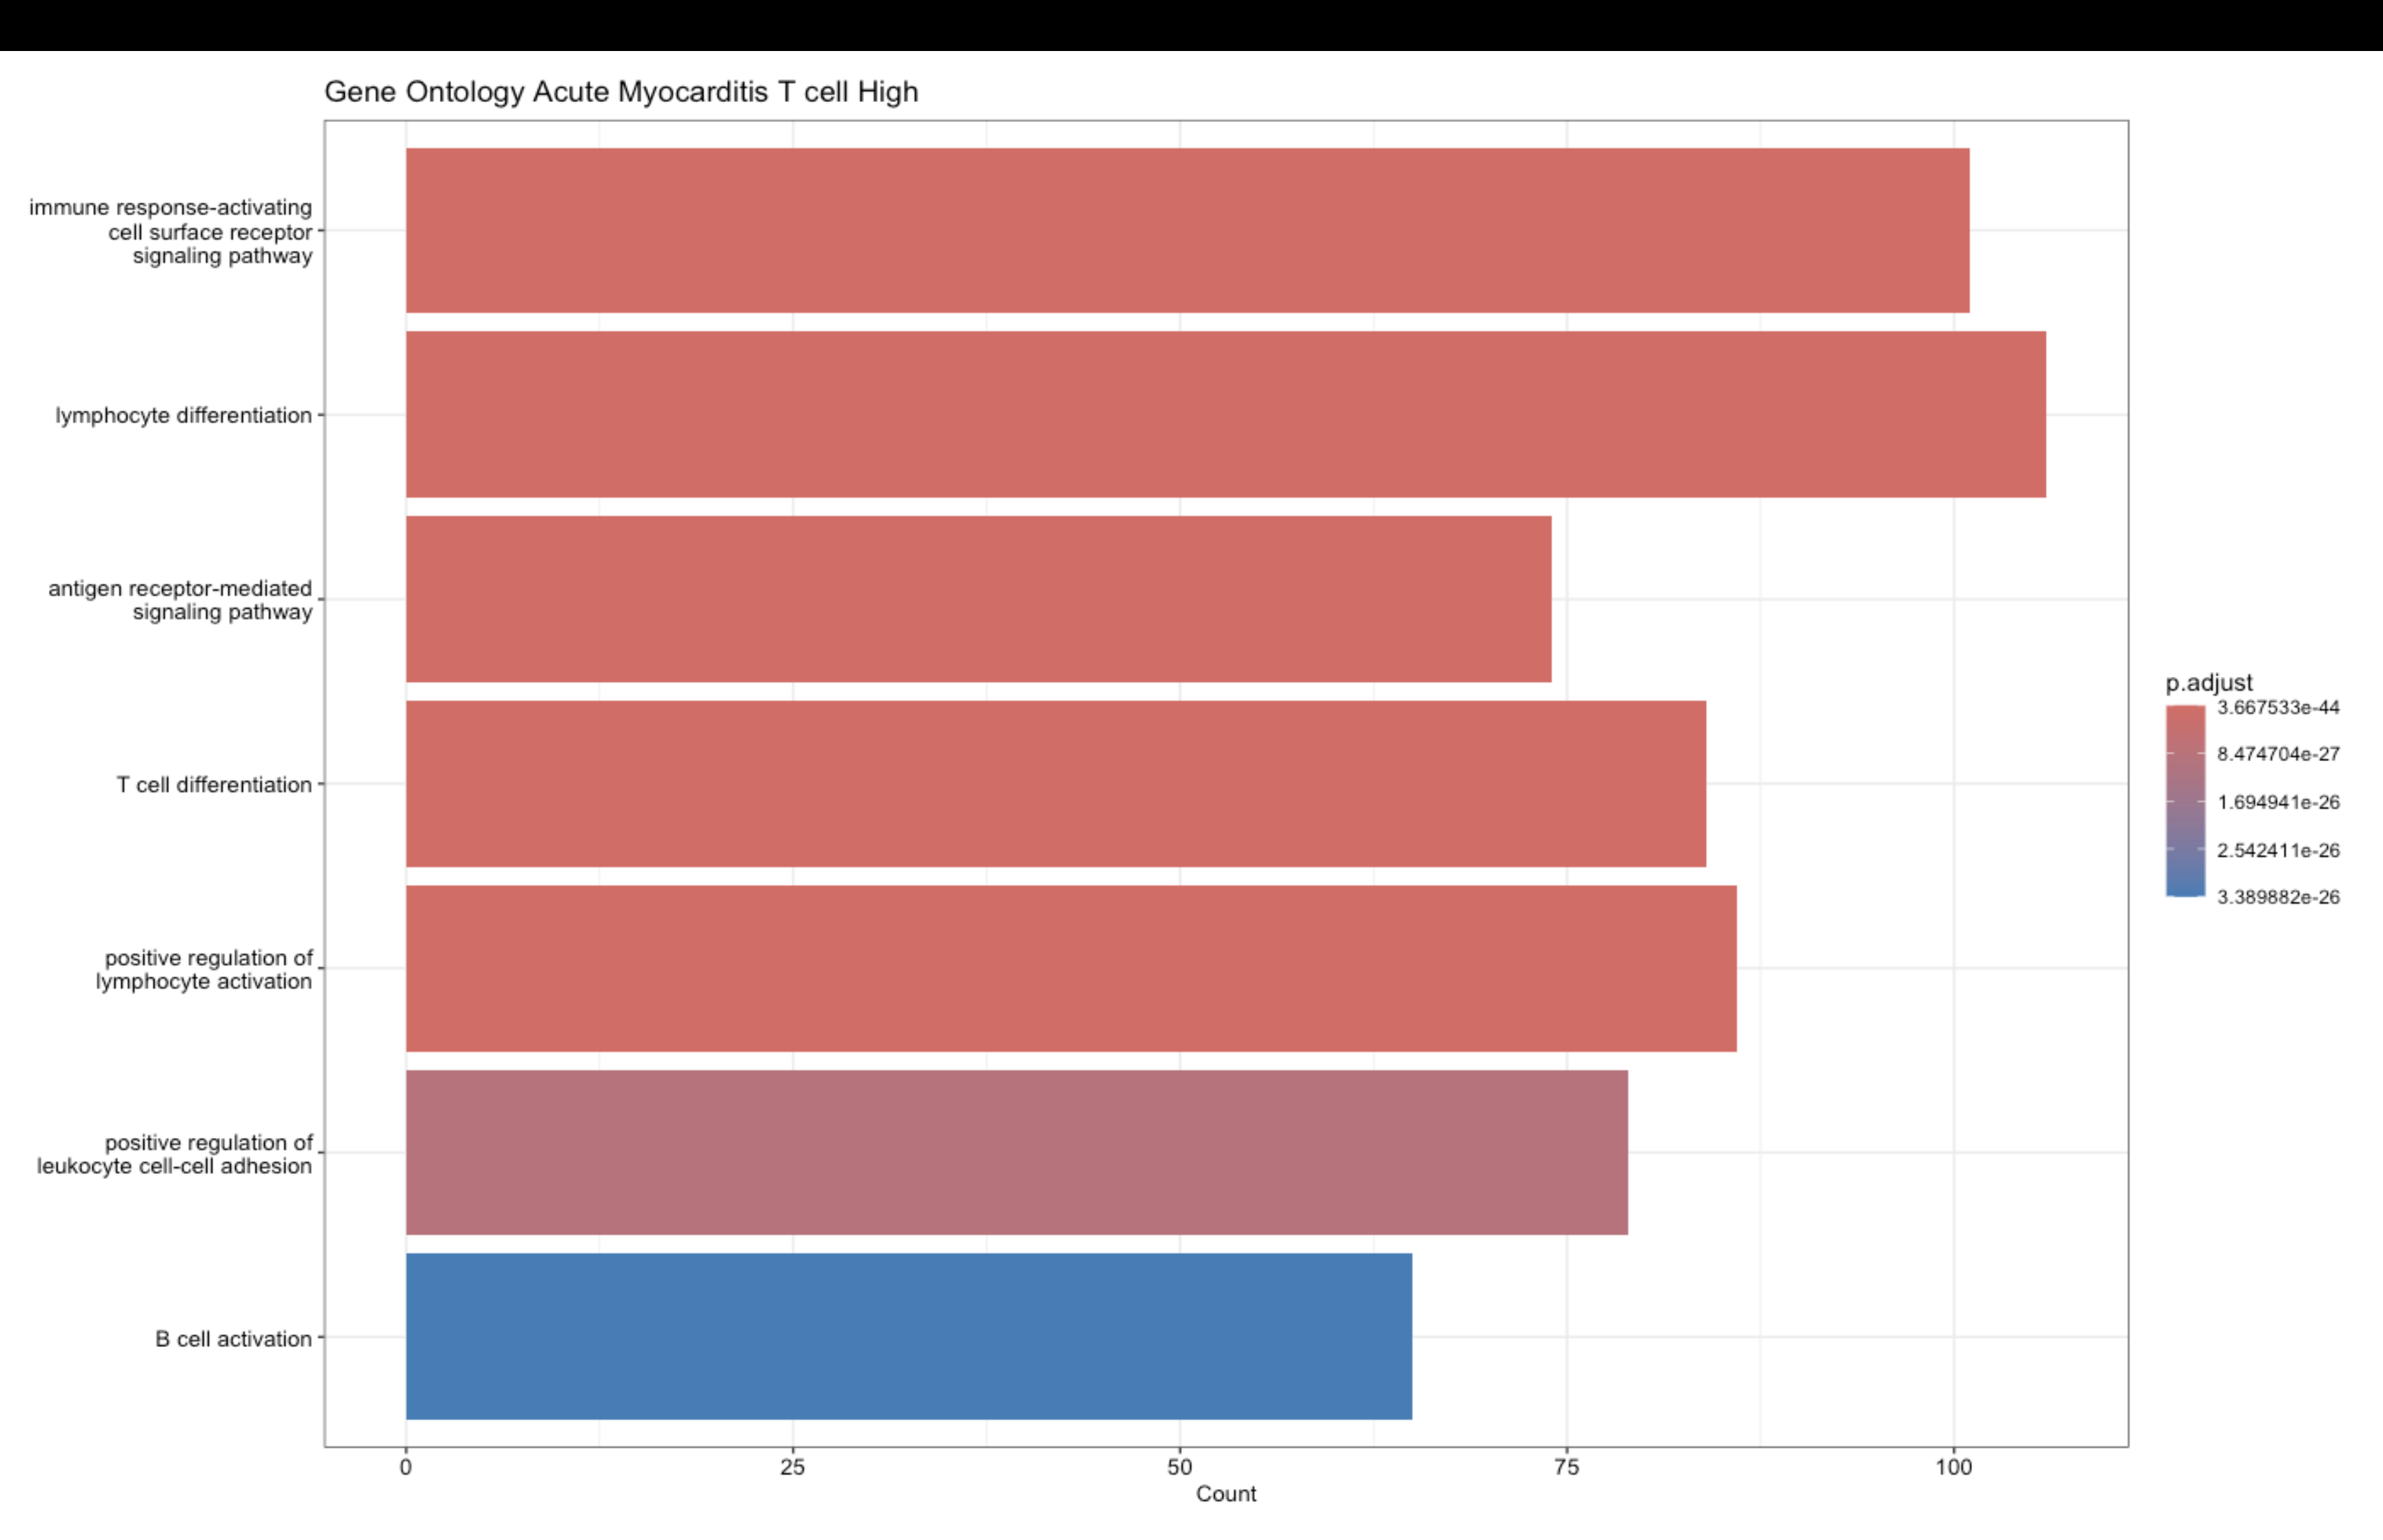 Gene Ontology Acute Myocarditis T cell High
immune response-activating
cell surface receptor
signaling pathway
lymphocyte differentiation
antigen receptor-mediated
signaling pathway
T cell differentiation
positive regulation of
lymphocyte activation
positive regulation of
leukocyte cell-cell adhesion
B cell activation
0 25 50 75 100
Count
p.adjust
3.667533e-44
8.474704e-27
1.694941e-26
2.542411e-26
3.389882e-26